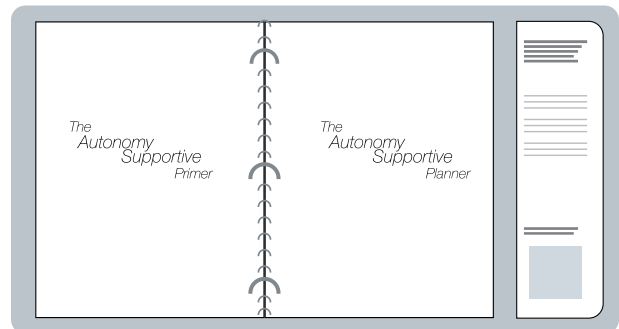 The
Autonomy
Supportive
Primer
The
Autonomy
Supportive
Planner